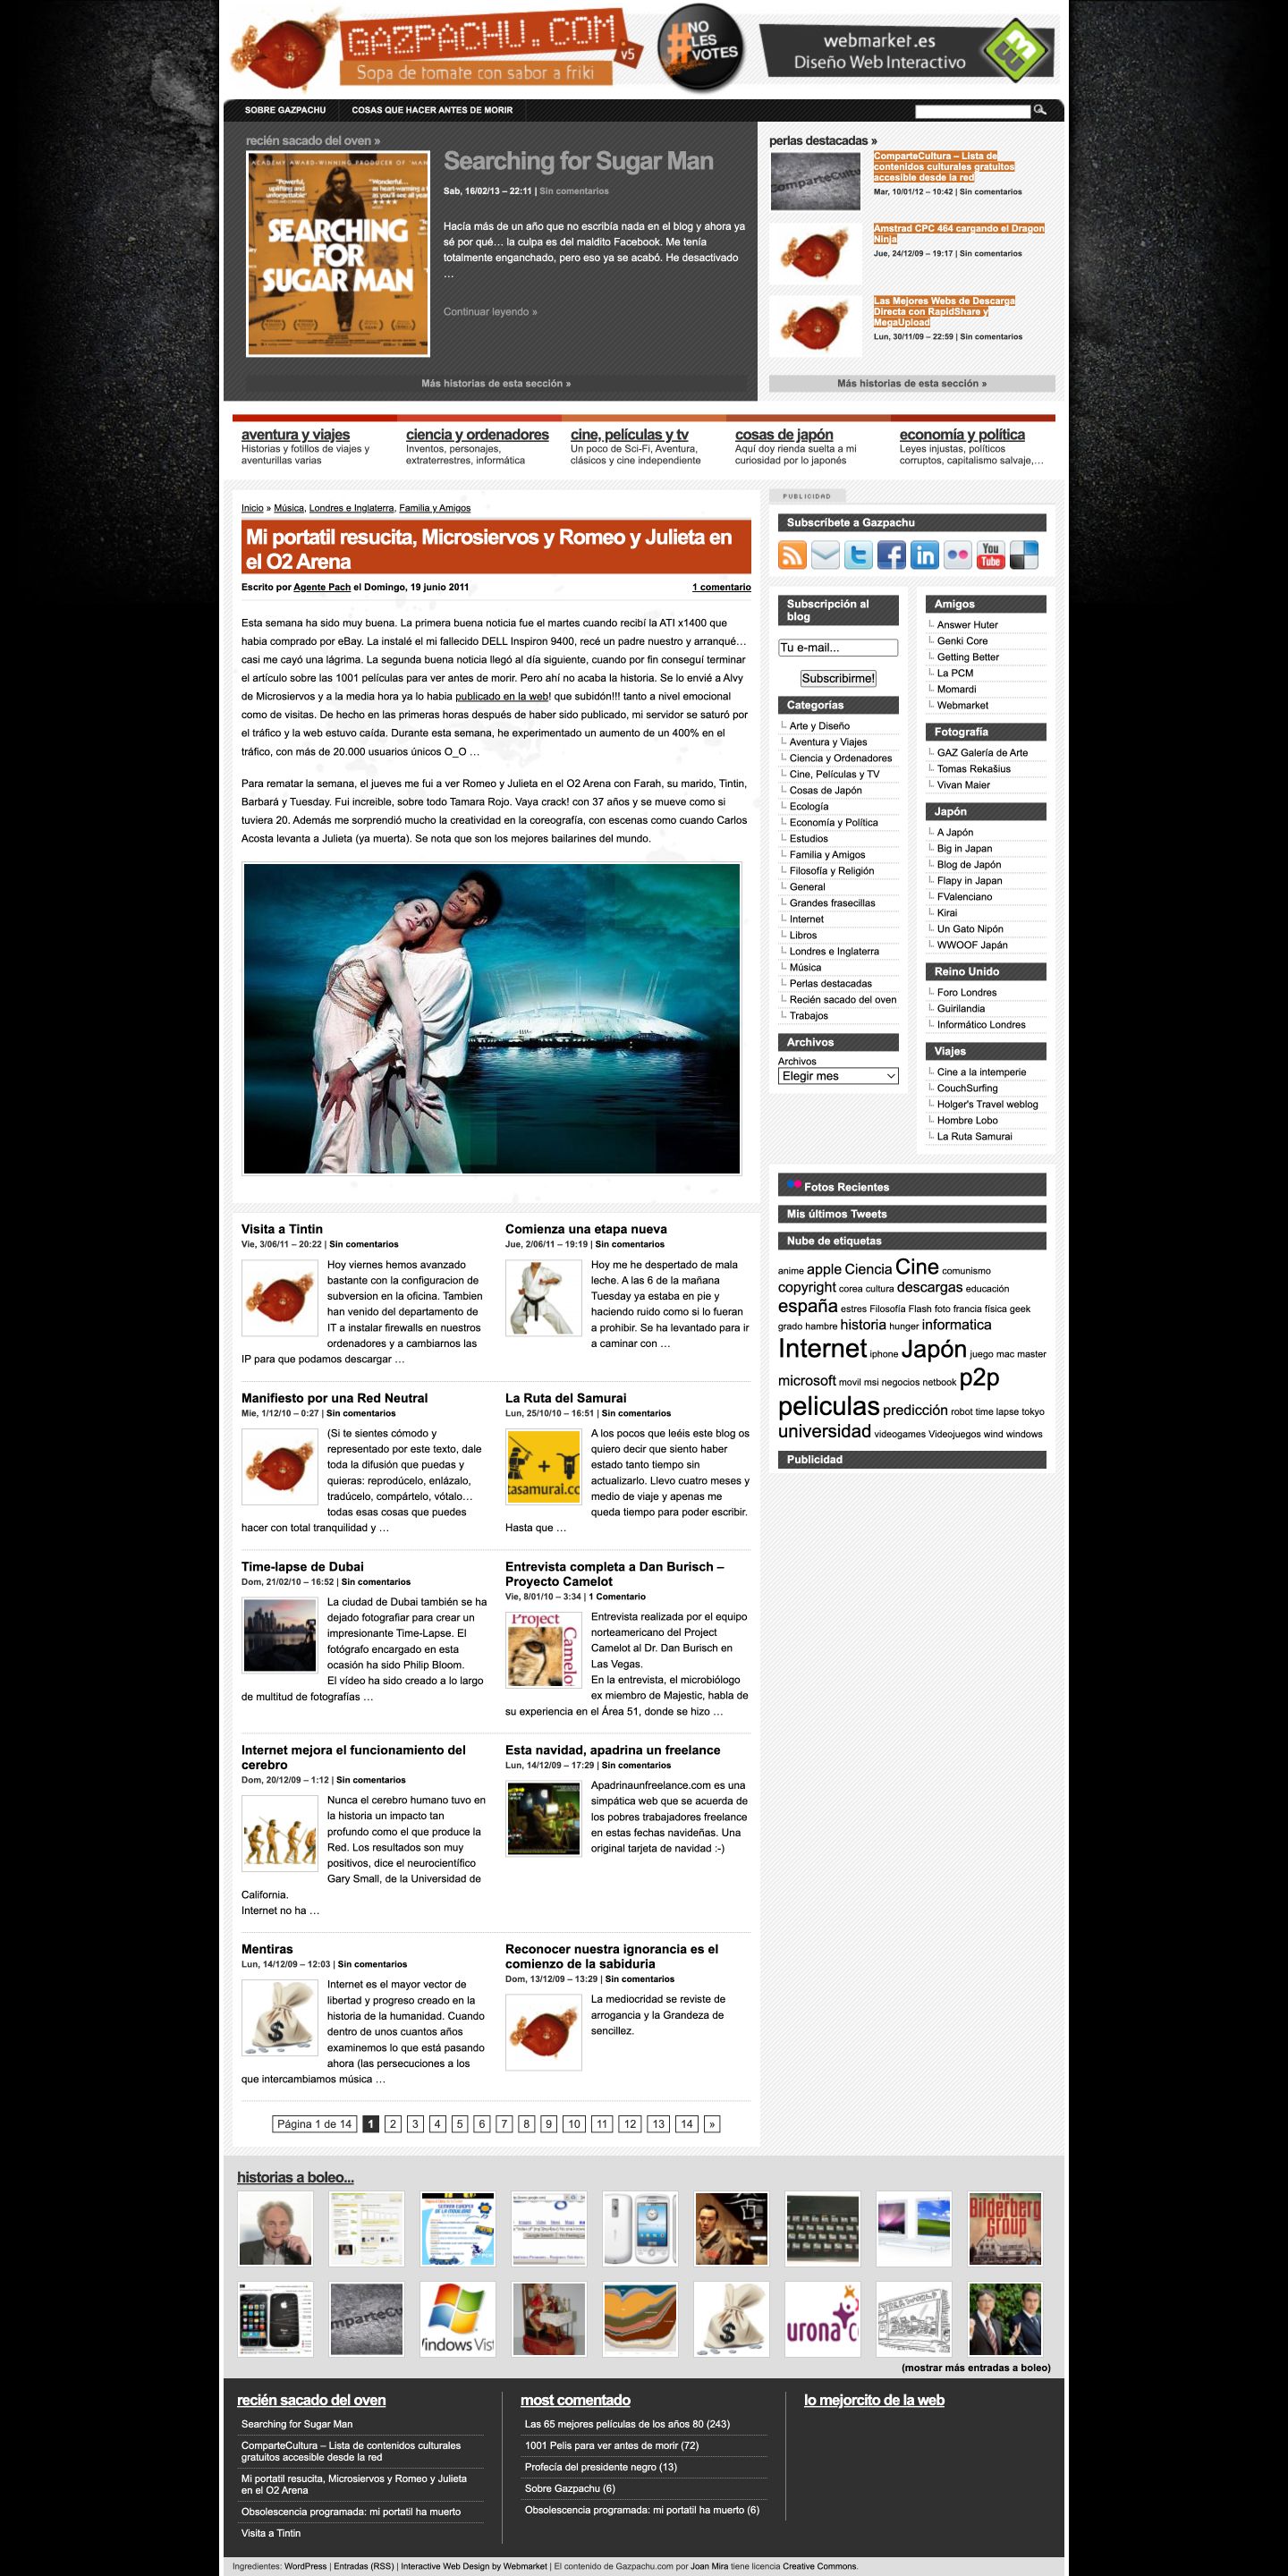 GAZPACHU.COM v5
Sopa de tomate con sabor a friki
#NO LES VOTES
webmarket.es
Diseño Web Interactivo
SOBRE GAZPACHU
COSAS QUE HACER ANTES DE MORIR
recién sacado del oven »
ACADEMY AWARD-WINNING PRODUCER OF 'MAN
SEARCHING
FOR
SUGAR MAN
Searching for Sugar Man
Sab, 16/02/13 – 22:11 | Sin comentarios
Hacía más de un año que no escribía nada en el blog y ahora ya
sé por qué… la culpa es del maldito Facebook. Me tenía
totalmente enganchado, pero eso ya se acabó. He desactivado
…
Continuar leyendo »
Más historias de esta sección »
perlas destacadas »
ComparteCultura – Lista de
contenidos culturales gratuitos
accesible desde la red
Mar, 10/01/12 – 10:42 | Sin comentarios
Amstrad CPC 464 cargando el Dragon
Ninja
Jue, 24/12/09 – 19:17 | Sin comentarios
Las Mejores Webs de Descarga
Directa con RapidShare y
MegaUpload
Lun, 30/11/09 – 22:59 | Sin comentarios
Más historias de esta sección »
aventura y viajes
Historias y fotillos de viajes y
aventurillas varias
ciencia y ordenadores
Inventos, personajes,
extraterrestres, informática
cine, películas y tv
Un poco de Sci-Fi, Aventura,
clásicos y cine independiente
cosas de japón
Aquí doy rienda suelta a mi
curiosidad por lo japonés
economía y política
Leyes injustas, políticos
corruptos, capitalismo salvaje,…
Inicio » Música, Londres e Inglaterra, Familia y Amigos
Mi portatil resucita, Microsiervos y Romeo y Julieta en
el O2 Arena
Escrito por Agente Pach el Domingo, 19 junio 2011
1 comentario
Esta semana ha sido muy buena. La primera buena noticia fue el martes cuando recibí la ATI x1400 que
habia comprado por eBay. La instalé el mi fallecido DELL Inspiron 9400, recé un padre nuestro y arranqué…
casi me cayó una lágrima. La segunda buena noticia llegó al día siguiente, cuando por fin conseguí terminar
el artículo sobre las 1001 películas para ver antes de morir. Pero ahí no acaba la historia. Se lo envié a Alvy
de Microsiervos y a la media hora ya lo habia publicado en la web! que subidón!!! tanto a nivel emocional
como de visitas. De hecho en las primeras horas después de haber sido publicado, mi servidor se saturó por
el tráfico y la web estuvo caída. Durante esta semana, he experimentado un aumento de un 400% en el
tráfico, con más de 20.000 usuarios únicos O_O …
Para rematar la semana, el jueves me fui a ver Romeo y Julieta en el O2 Arena con Farah, su marido, Tintin,
Barbará y Tuesday. Fui increible, sobre todo Tamara Rojo. Vaya crack! con 37 años y se mueve como si
tuviera 20. Además me sorprendió mucho la creatividad en la coreografía, con escenas como cuando Carlos
Acosta levanta a Julieta (ya muerta). Se nota que son los mejores bailarines del mundo.
Visita a Tintin
Vie, 3/06/11 – 20:22 | Sin comentarios
Hoy viernes hemos avanzado
bastante con la configuracion de
subversion en la oficina. Tambien
han venido del departamento de
IT a instalar firewalls en nuestros
ordenadores y a cambiarnos las
IP para que podamos descargar …
Comienza una etapa nueva
Jue, 2/06/11 – 19:19 | Sin comentarios
Hoy me he despertado de mala
leche. A las 6 de la mañana
Tuesday ya estaba en pie y
haciendo ruido como si lo fueran
a prohibir. Se ha levantado para ir
a caminar con …
Manifiesto por una Red Neutral
Mie, 1/12/10 – 0:27 | Sin comentarios
(Si te sientes cómodo y
representado por este texto, dale
toda la difusión que puedas y
quieras: reprodúcelo, enlázalo,
tradúcelo, compártelo, vótalo…
todas esas cosas que puedes
hacer con total tranquilidad y …
La Ruta del Samurai
Lun, 25/10/10 – 16:51 | Sin comentarios
A los pocos que leéis este blog os
quiero decir que siento haber
estado tanto tiempo sin
actualizarlo. Llevo cuatro meses y
medio de viaje y apenas me
queda tiempo para poder escribir.
Hasta que …
Time-lapse de Dubai
Dom, 21/02/10 – 16:52 | Sin comentarios
La ciudad de Dubai también se ha
dejado fotografiar para crear un
impresionante Time-Lapse. El
fotógrafo encargado en esta
ocasión ha sido Philip Bloom.
El vídeo ha sido creado a lo largo
de multitud de fotografías …
Entrevista completa a Dan Burisch –
Proyecto Camelot
Vie, 8/01/10 – 3:34 | 1 Comentario
Project
Camelot
Entrevista realizada por el equipo
norteamericano del Project
Camelot al Dr. Dan Burisch en
Las Vegas.
En la entrevista, el microbiólogo
ex miembro de Majestic, habla de
su experiencia en el Área 51, donde se hizo …
Internet mejora el funcionamiento del
cerebro
Dom, 20/12/09 – 1:12 | Sin comentarios
Nunca el cerebro humano tuvo en
la historia un impacto tan
profundo como el que produce la
Red. Los resultados son muy
positivos, dice el neurocientífico
Gary Small, de la Universidad de
California.
Internet no ha …
Esta navidad, apadrina un freelance
Lun, 14/12/09 – 17:29 | Sin comentarios
Apadrinaunfreelance.com es una
simpática web que se acuerda de
los pobres trabajadores freelance
en estas fechas navideñas. Una
original tarjeta de navidad :-)
Mentiras
Lun, 14/12/09 – 12:03 | Sin comentarios
Internet es el mayor vector de
libertad y progreso creado en la
historia de la humanidad. Cuando
dentro de unos cuantos años
examinemos lo que está pasando
ahora (las persecuciones a los
que intercambiamos música …
Reconocer nuestra ignorancia es el
comienzo de la sabiduria
Dom, 13/12/09 – 13:29 | Sin comentarios
La mediocridad se reviste de
arrogancia y la Grandeza de
sencillez.
Página 1 de 14 1 2 3 4 5 6 7 8 9 10 11 12 13 14 »
PUBLICIDAD
Subscríbete a Gazpachu
You Tube
Subscripción al
blog
Tu e-mail...
Subscribirme!
Categorías
Arte y Diseño
Aventura y Viajes
Ciencia y Ordenadores
Cine, Películas y TV
Cosas de Japón
Ecología
Economía y Política
Estudios
Familia y Amigos
Filosofía y Religión
General
Grandes frasecillas
Internet
Libros
Londres e Inglaterra
Música
Perlas destacadas
Recién sacado del oven
Trabajos
Archivos
Archivos
Elegir mes
Amigos
Answer Huter
Genki Core
Getting Better
La PCM
Momardi
Webmarket
Fotografía
GAZ Galería de Arte
Tomas Rekašius
Vivan Maier
Japón
A Japón
Big in Japan
Blog de Japón
Flapy in Japan
FValenciano
Kirai
Un Gato Nipón
WWOOF Japán
Reino Unido
Foro Londres
Guirilandia
Informático Londres
Viajes
Cine a la intemperie
CouchSurfing
Holger's Travel weblog
Hombre Lobo
La Ruta Samurai
Fotos Recientes
Mis últimos Tweets
Nube de etiquetas
anime apple Ciencia Cine comunismo
copyright corea cultura descargas educación
españa estres Filosofía Flash foto francia física geek
grado hambre historia hunger informatica
Internet iphone Japón juego mac master
microsoft movil msi negocios netbook p2p
peliculas predicción robot time lapse tokyo
universidad videogames Videojuegos wind windows
Publicidad
historias a boleo...
Bilderberg
Group
indows Vist
(mostrar más entradas a boleo)
recién sacado del oven
Searching for Sugar Man
ComparteCultura – Lista de contenidos culturales
gratuitos accesible desde la red
Mi portatil resucita, Microsiervos y Romeo y Julieta
en el O2 Arena
Obsolescencia programada: mi portatil ha muerto
Visita a Tintin
most comentado
Las 65 mejores películas de los años 80 (243)
1001 Pelis para ver antes de morir (72)
Profecía del presidente negro (13)
Sobre Gazpachu (6)
Obsolescencia programada: mi portatil ha muerto (6)
lo mejorcito de la web
Ingredientes: WordPress | Entradas (RSS) | Interactive Web Design by Webmarket | El contenido de Gazpachu.com por Joan Mira tiene licencia Creative Commons.